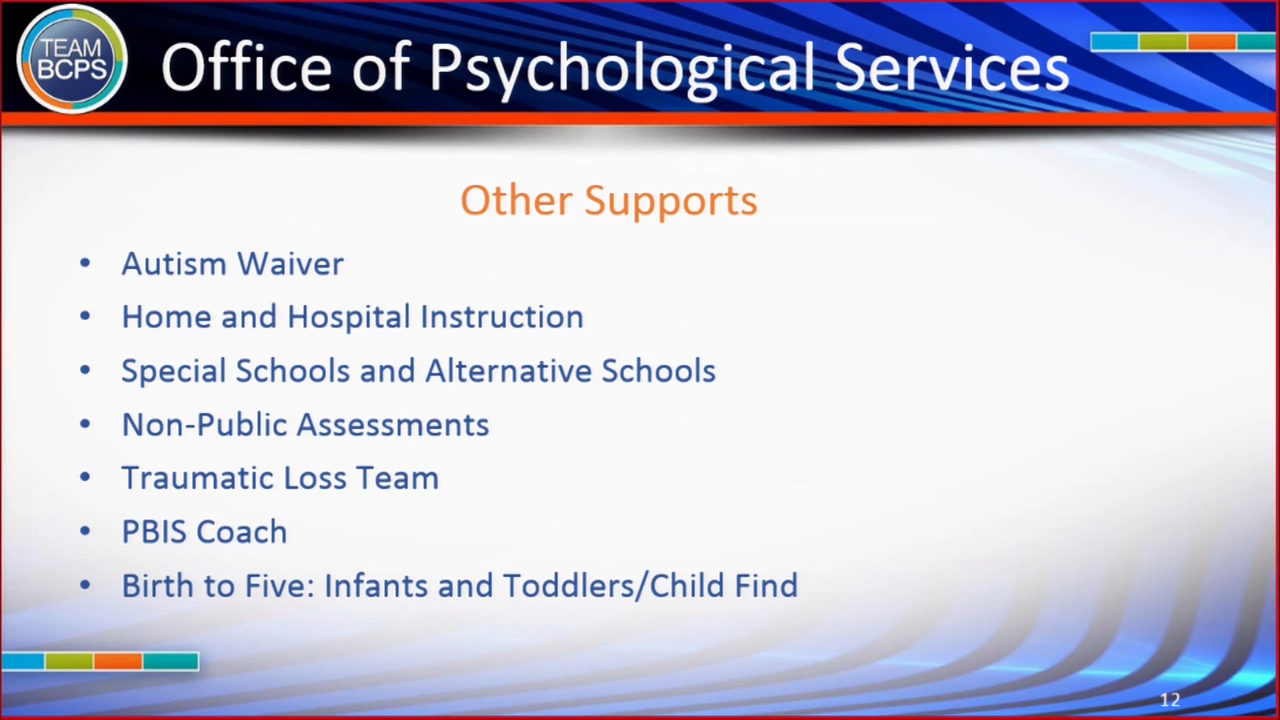 TEAM
BCPS
Office of Psychological Services
Other Supports
• Autism Waiver
• Home and Hospital Instruction
• Special Schools and Alternative Schools
• Non-Public Assessments
• Traumatic Loss Team
• PBIS Coach
• Birth to Five: Infants and Toddlers/Child Find
12